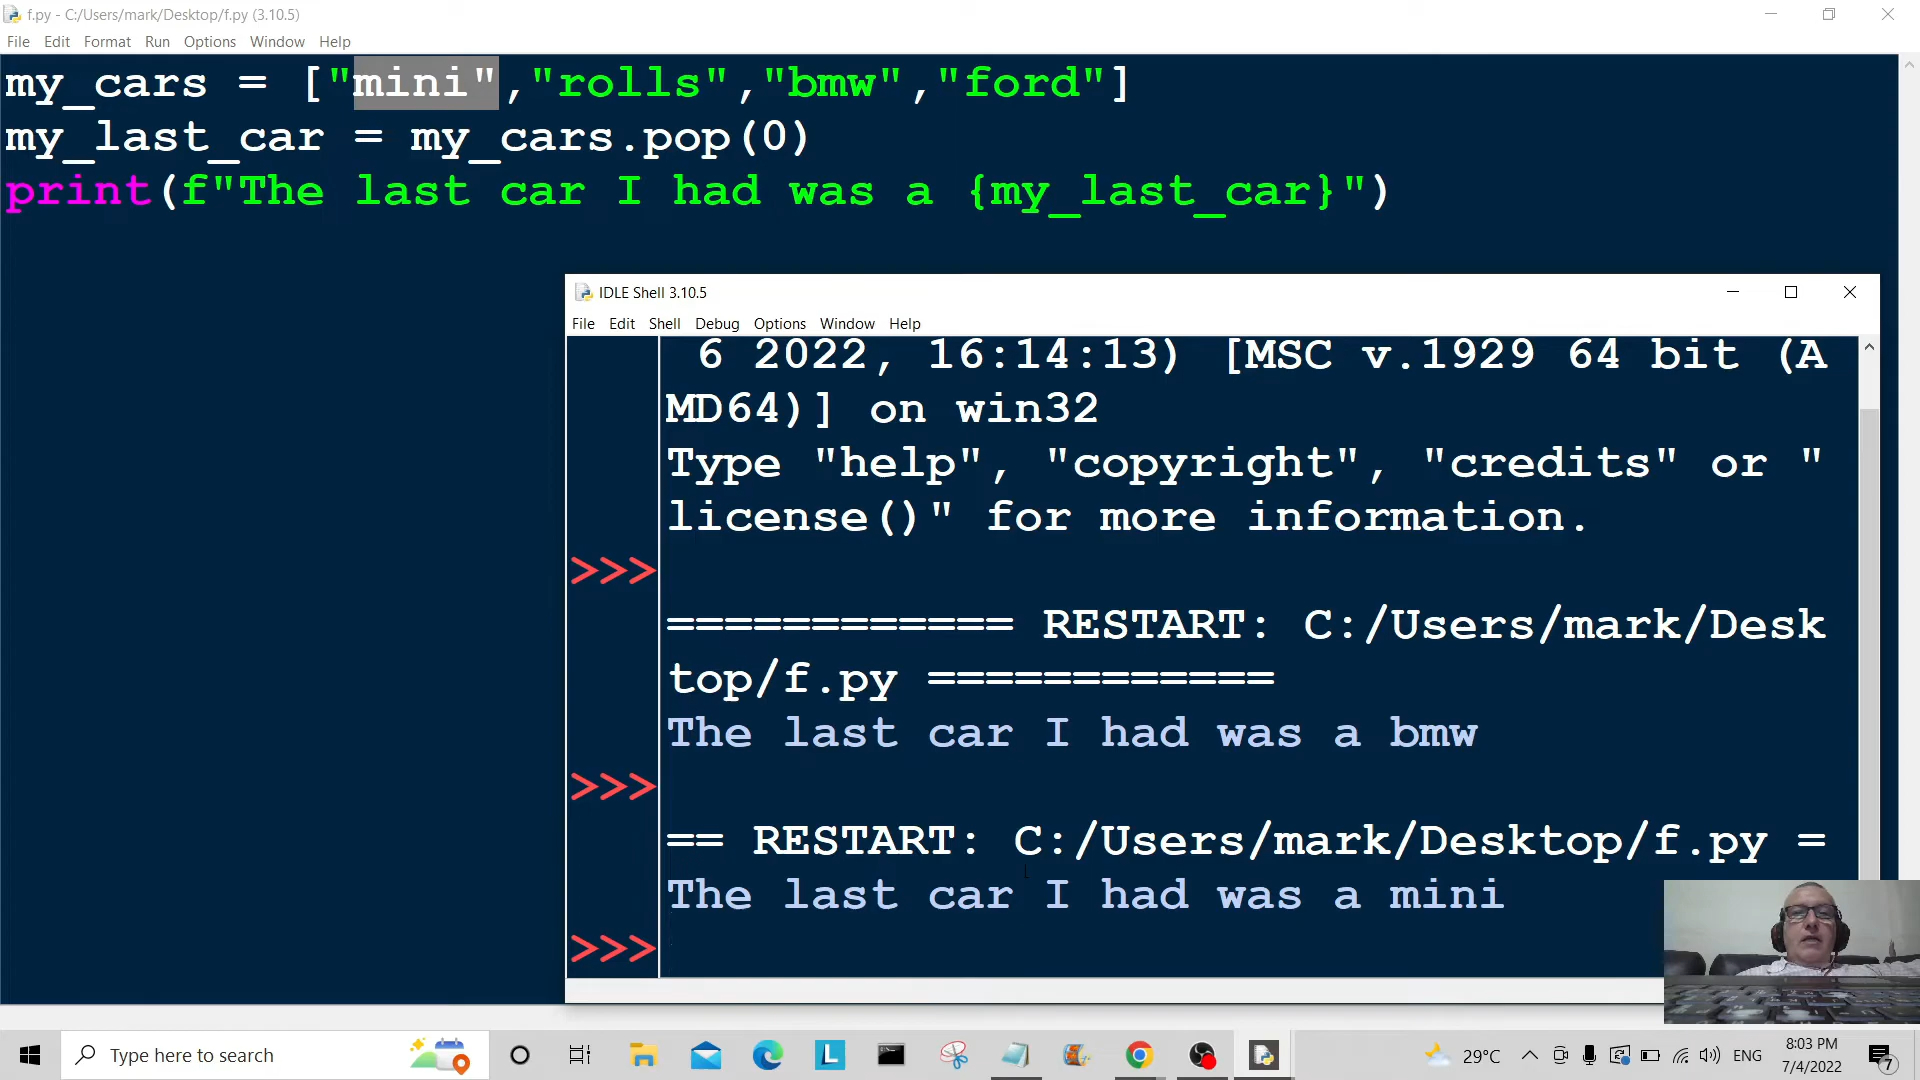 f.py - C:/Users/mark/Desktop/f.py (3.10.5)
File Edit Format Run Options Window Help
my_cars = ["mini","rolls","bmw","ford"]
my_last_car = my_cars.pop(0)
print(f"The last car I had was a {my_last_car}")
IDLE Shell 3.10.5
File Edit Shell Debug Options Window Help
6 2022, 16:14:13) [MSC v.1929 64 bit (A
MD64)] on win32
Type "help", "copyright", "credits" or "
license()" for more information.
>>>
============ RESTART: C:/Users/mark/Desk
top/f.py ============
The last car I had was a bmw
>>>
== RESTART: C:/Users/mark/Desktop/f.py =
The last car I had was a mini
>>>
Type here to search
L
29°C
ENG
8:03 PM
7/4/2022
7